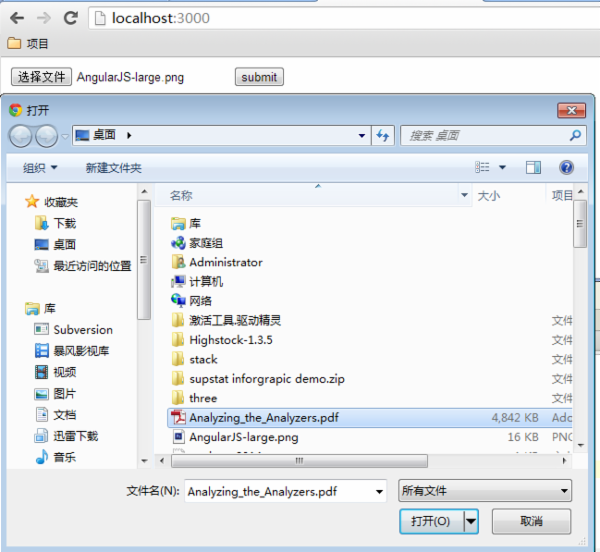 localhost:3000
项目
选择文件 AngularJS-large.png submit
打开
桌面
搜索 桌面
组织 新建文件夹
名称 大小 项目
收藏夹
下载
桌面
最近访问的位置
库
Subversion
暴风影视库
视频
图片
文档
迅雷下载
音乐
库
家庭组
Administrator
计算机
网络
激活工具.驱动精灵 文件
Highstock-1.3.5 文件
stack 文件
supstat inforgrapic demo.zip 文件
three 文件
Analyzing_the_Analyzers.pdf 4,842 KB Ado
AngularJS-large.png 16 KB PNG
文件名(N): Analyzing_the_Analyzers.pdf 所有文件
打开(O) 取消